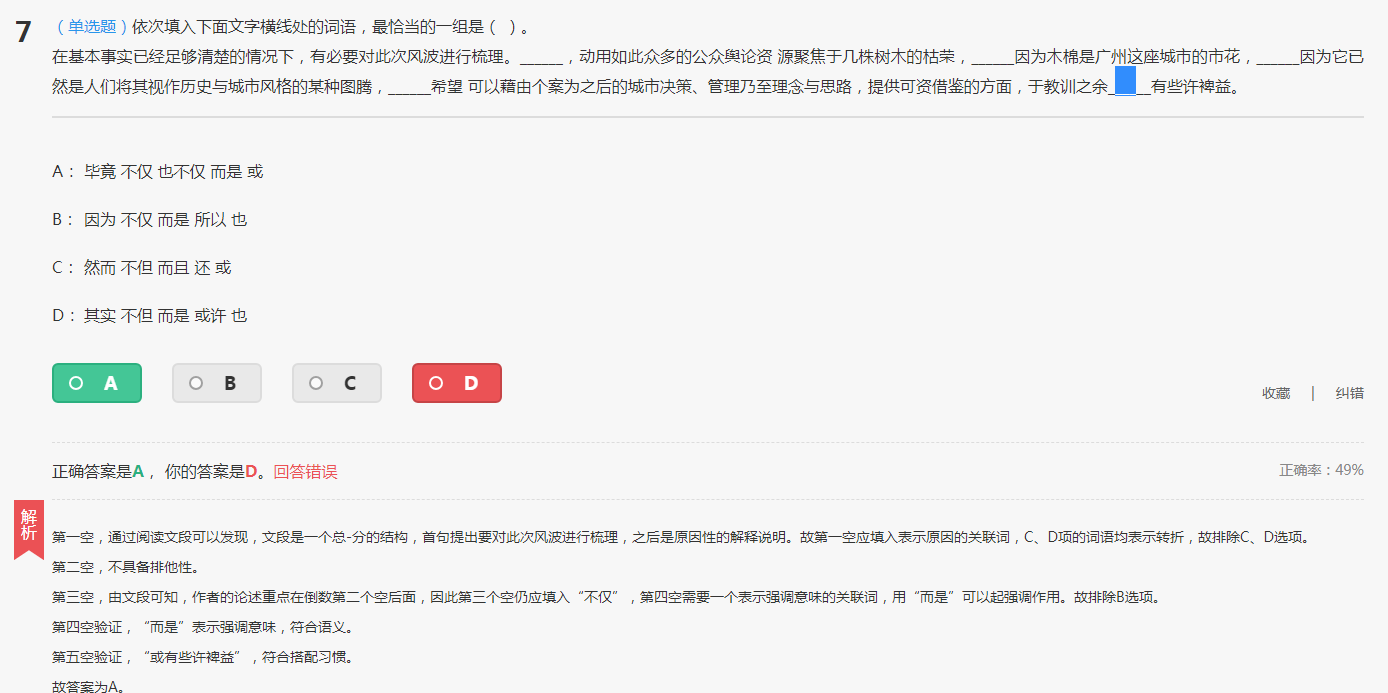 7 （单选题）依次填入下面文字横线处的词语，最恰当的一组是（  ）。
在基本事实已经足够清楚的情况下，有必要对此次风波进行梳理。______，动用如此众多的公众舆论资 源聚焦于几株树木的枯荣，______因为木棉是广州这座城市的市花，______因为它已
然是人们将其视作历史与城市风格的某种图腾，______希望 可以藉由个案为之后的城市决策、管理乃至理念与思路，提供可资借鉴的方面，于教训之余______有些许裨益。
A： 毕竟 不仅 也不仅 而是 或
B： 因为 不仅 而是 所以 也
C： 然而 不但 而且 还 或
D： 其实 不但 而是 或许 也
A B C D
收藏 | 纠错
正确答案是A， 你的答案是D。回答错误
正确率：49%
解析
第一空，通过阅读文段可以发现，文段是一个总-分的结构，首句提出要对此次风波进行梳理，之后是原因性的解释说明。故第一空应填入表示原因的关联词，C、D项的词语均表示转折，故排除C、D选项。
第二空，不具备排他性。
第三空，由文段可知，作者的论述重点在倒数第二个空后面，因此第三个空仍应填入“不仅”，第四空需要一个表示强调意味的关联词，用“而是”可以起强调作用。故排除B选项。
第四空验证，“而是”表示强调意味，符合语义。
第五空验证，“或有些许裨益”，符合搭配习惯。
故答案为A。